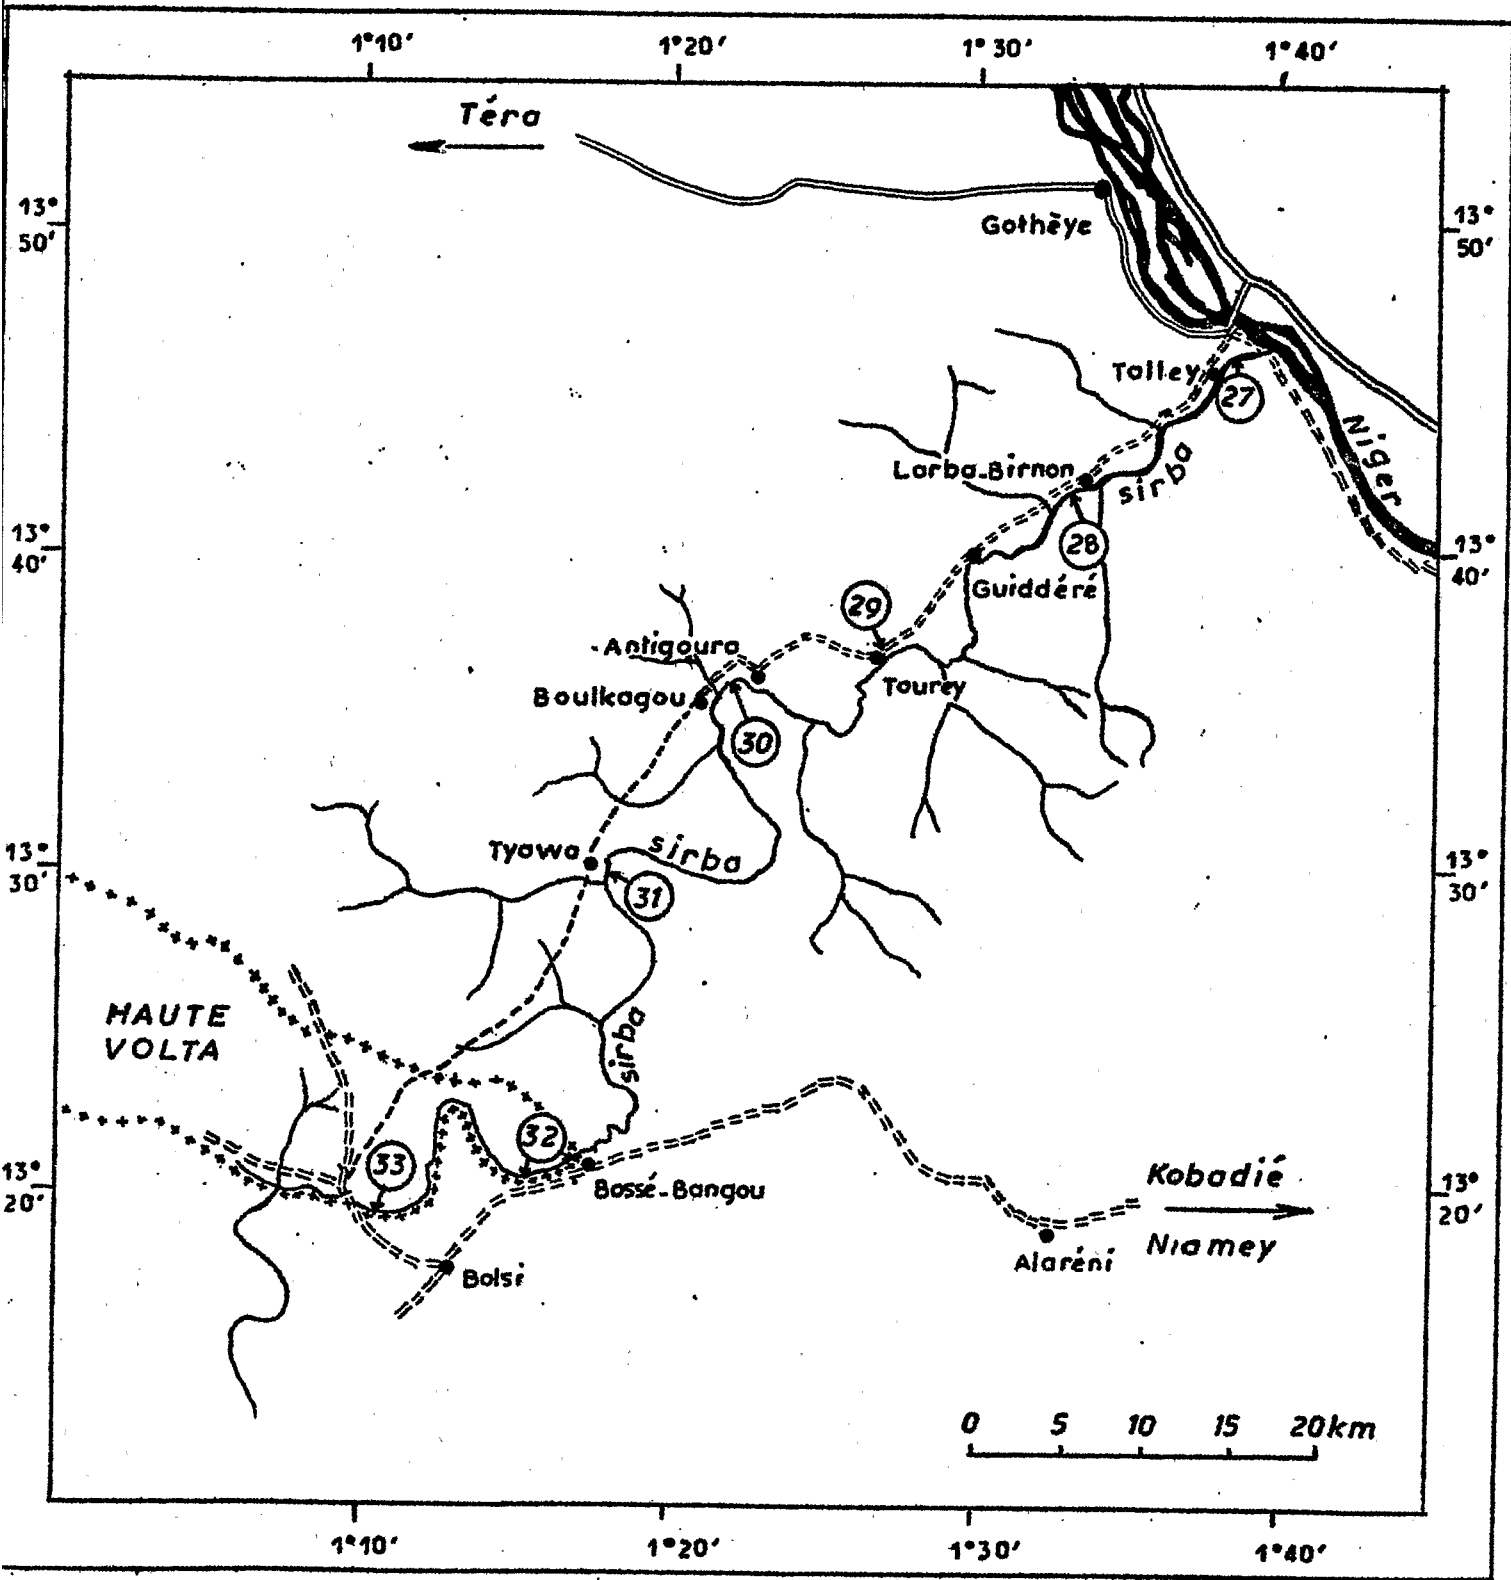 1°10′ 1°20′ 1°30′ 1°40′
Téra
13°
50′
13°
50′
Gothèye
Talley
27
Niger
Larba-Birnon
sirba
13°
40′
28
13°
40′
Guiddéré
29
Antigoura
Tourey
Boulkagou
30
Tyawa
sirba
13°
30′
13°
30′
31
HAUTE
VOLTA
sirba
32
33
13°
20′
Bossé-Bangou
Kobadié
13°
20′
Niamey
Alaréni
Bolsi
0 5 10 15 20km
1°10′ 1°20′ 1°30′ 1°40′